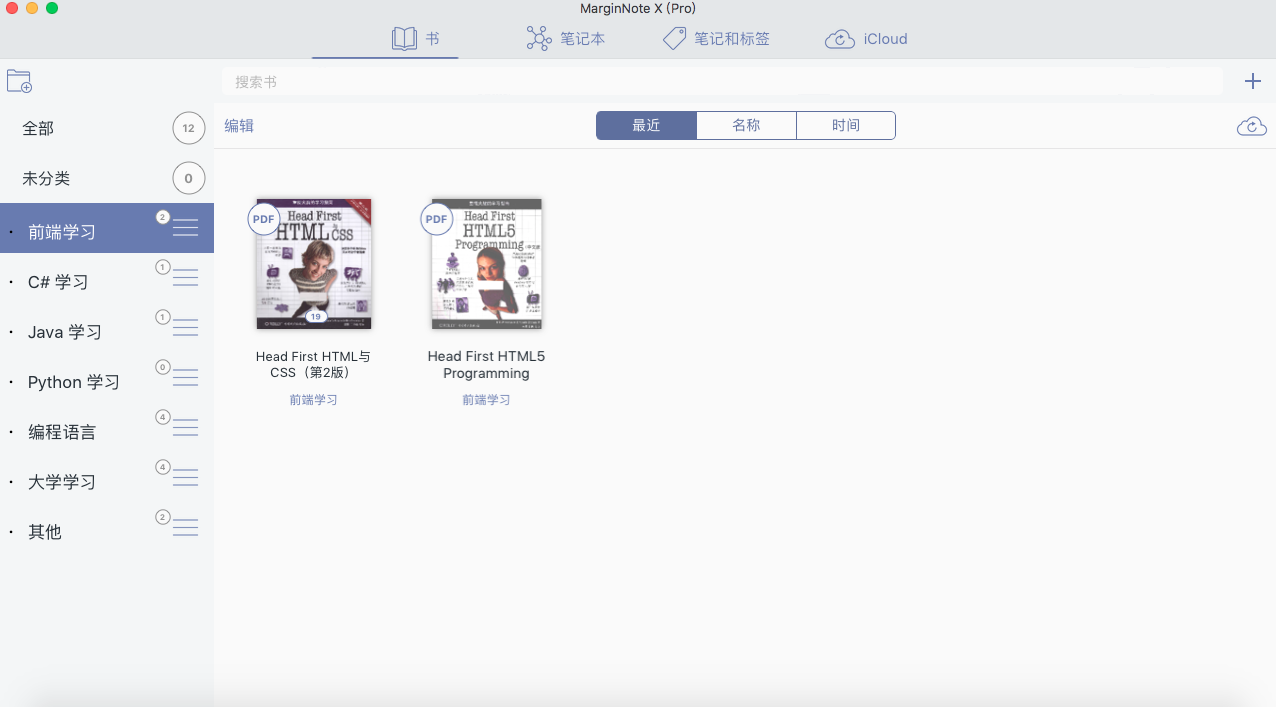 MarginNote X (Pro)
书
笔记本
笔记和标签
iCloud
搜索书
全部
12
编辑
最近
名称
时间
未分类
0
前端学习
2
C# 学习
1
Java 学习
1
Python 学习
0
编程语言
4
大学学习
4
其他
2
PDF
Head First
HTML与CSS
19
Head First HTML与
CSS（第2版）
前端学习
PDF
Head First
HTML5
Programming
Head First HTML5
Programming
前端学习